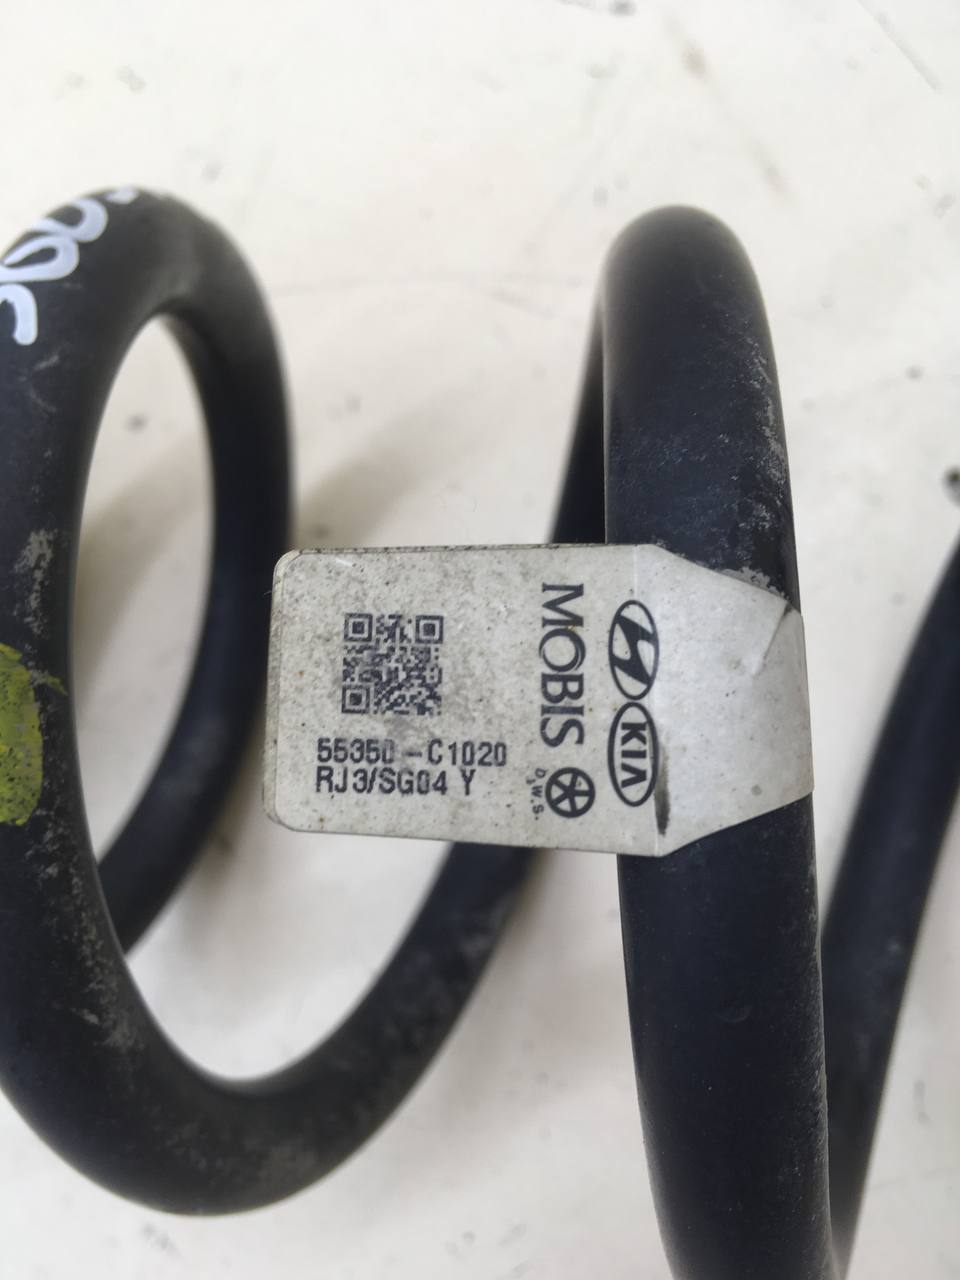 55350-C1020
RJ3/SG04 Y
MOBIS
D.W.S.
KIA